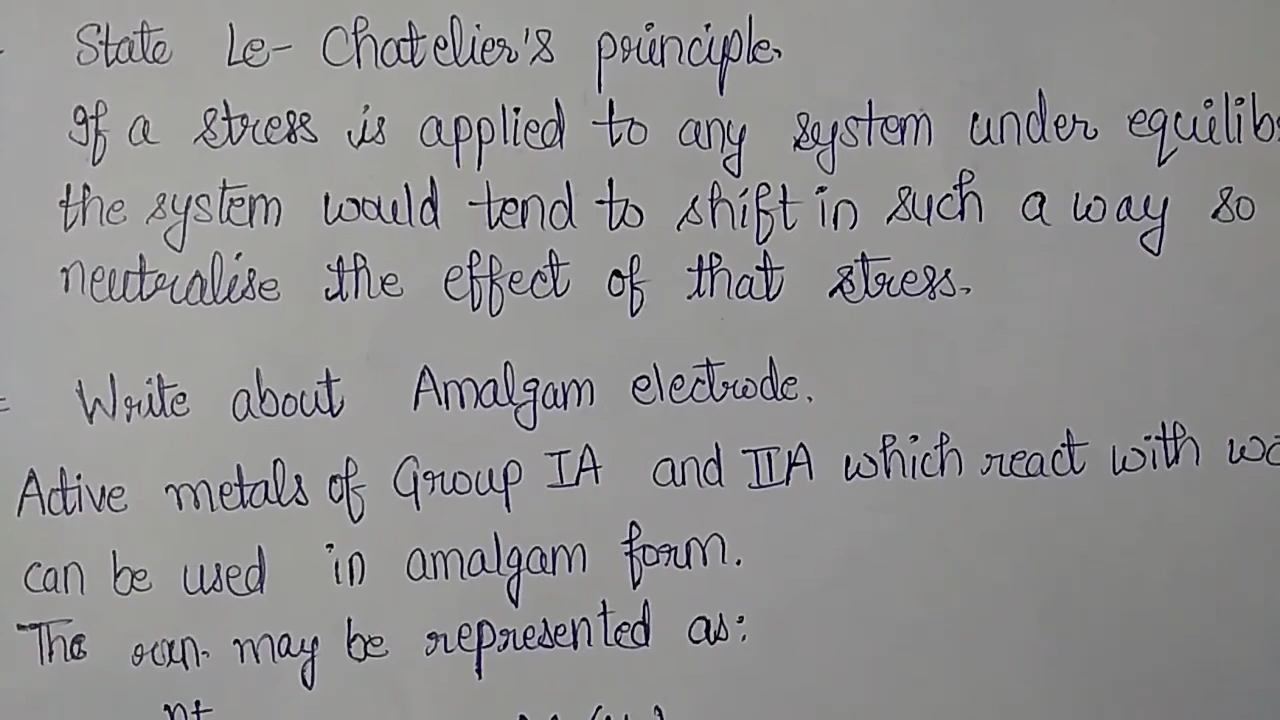 State Le-Chatelier's principle.
If a stress is applied to any system under equilib
the system would tend to shift in such a way so
neutralise the effect of that stress.
Write about Amalgam electrode.
Active metals of Group IA and IIA which react with wa
can be used in amalgam form.
The rxn. may be represented as:
n+